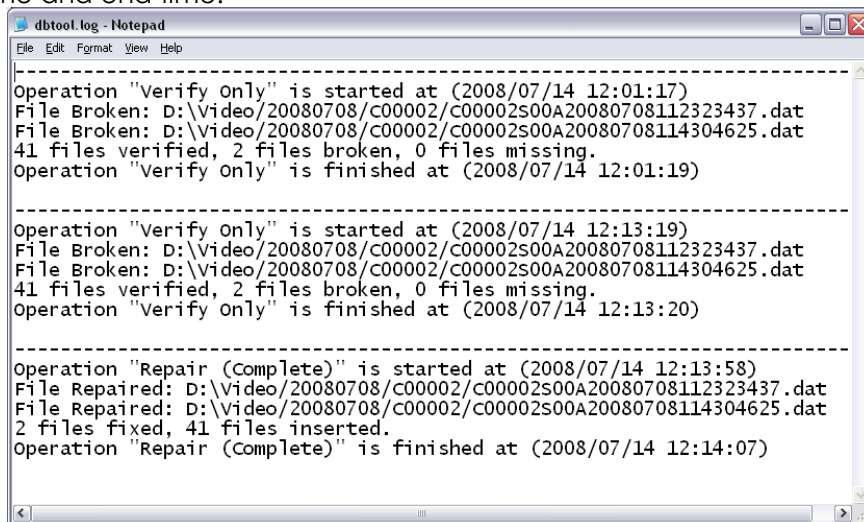 dbtool.log - Notepad
File Edit Format View Help
--------------------------------------------------------------------------
Operation "Verify Only" is started at (2008/07/14 12:01:17)
File Broken: D:\Video/20080708/C00002/C00002S00A20080708112323437.dat
File Broken: D:\Video/20080708/C00002/C00002S00A20080708114304625.dat
41 files verified, 2 files broken, 0 files missing.
Operation "Verify Only" is finished at (2008/07/14 12:01:19)
--------------------------------------------------------------------------
Operation "Verify Only" is started at (2008/07/14 12:13:19)
File Broken: D:\Video/20080708/C00002/C00002S00A20080708112323437.dat
File Broken: D:\Video/20080708/C00002/C00002S00A20080708114304625.dat
41 files verified, 2 files broken, 0 files missing.
Operation "Verify Only" is finished at (2008/07/14 12:13:20)
--------------------------------------------------------------------------
Operation "Repair (Complete)" is started at (2008/07/14 12:13:58)
File Repaired: D:\Video/20080708/C00002/C00002S00A20080708112323437.dat
File Repaired: D:\Video/20080708/C00002/C00002S00A20080708114304625.dat
2 files fixed, 41 files inserted.
Operation "Repair (Complete)" is finished at (2008/07/14 12:14:07)